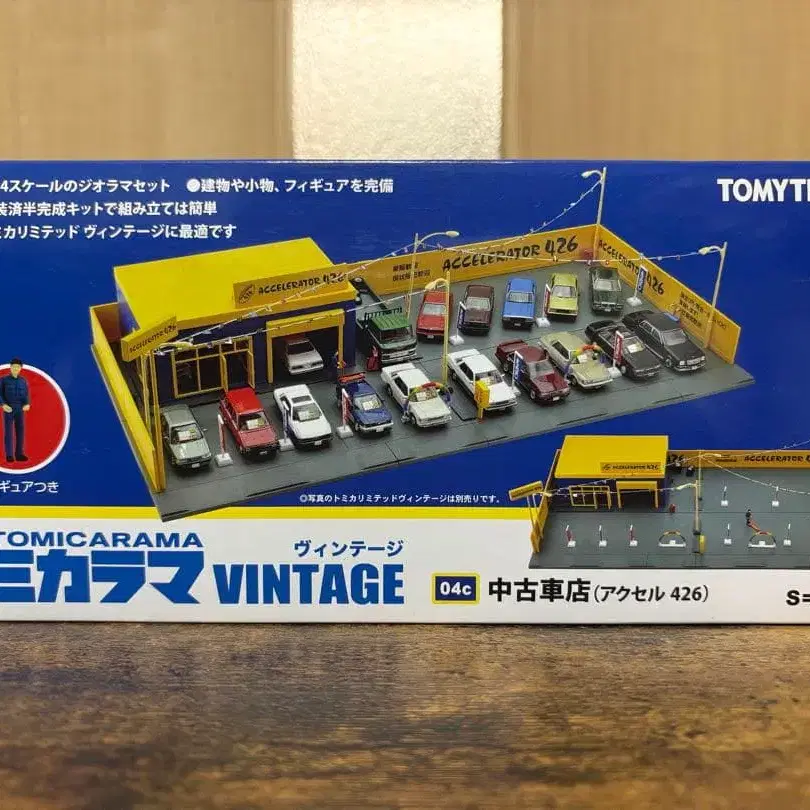 4スケールのジオラマセット ●建物や小物、フィギュアを完備
装済半完成キットで組み立ては簡単
ミカリミテッド ヴィンテージに最適です
TOMYTE
ACCELERATOR 426
ACCELERATOR 426
ACCELERATOR 426
ギュアつき
◎写真のトミカリミテッドヴィンテージは別売りです。
ACCELERATOR 426
TOMICARAMA
ミカラマ VINTAGE
ヴィンテージ
04c 中古車店(アクセル 426)
S=